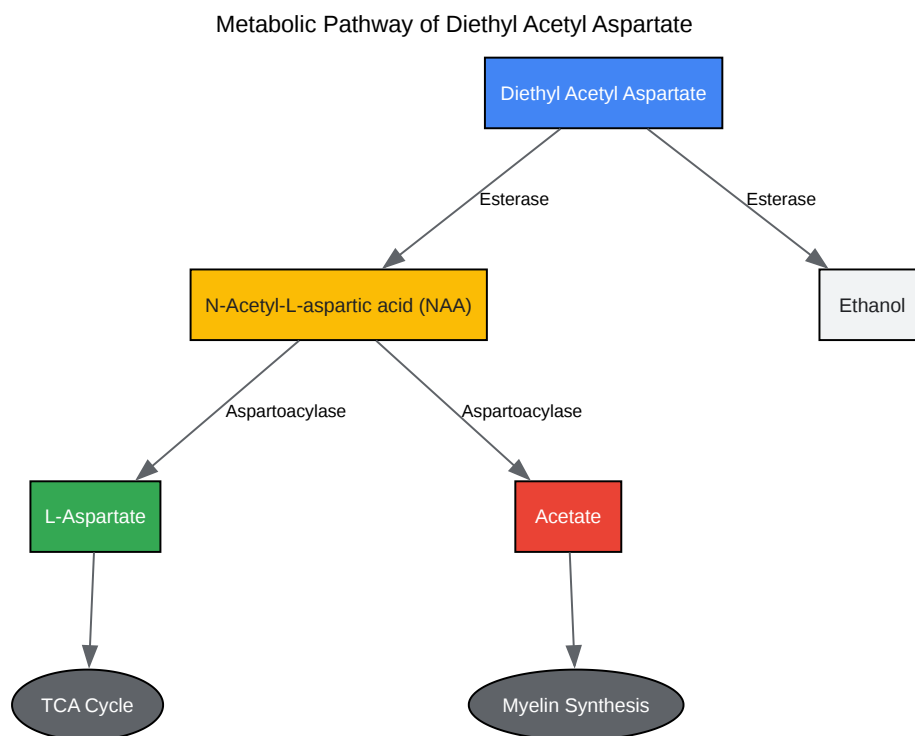 Metabolic Pathway of Diethyl Acetyl Aspartate
Diethyl Acetyl Aspartate
Esterase
Esterase
N-Acetyl-L-aspartic acid (NAA)
Ethanol
Aspartoacylase
Aspartoacylase
L-Aspartate
Acetate
TCA Cycle
Myelin Synthesis